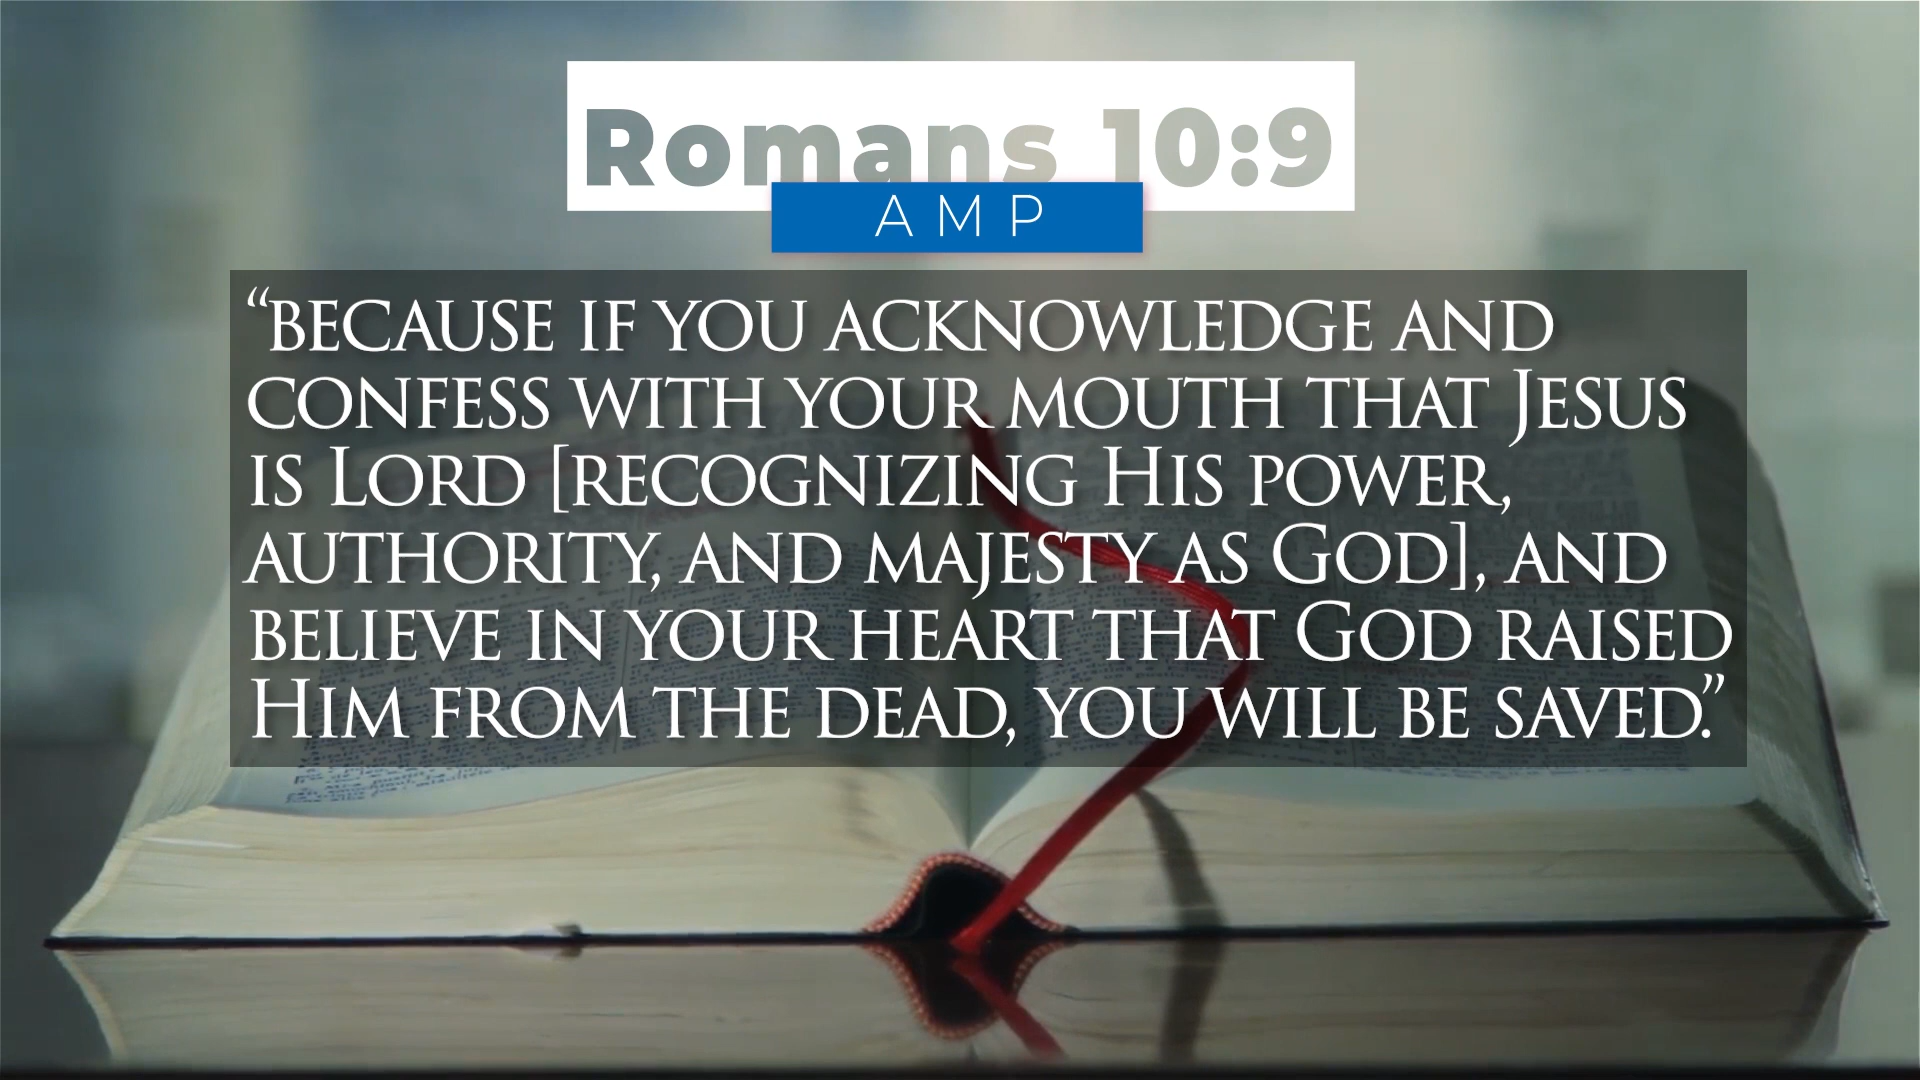 Romans 10:9
AMP
“because if you acknowledge and
confess with your mouth that Jesus
is Lord [recognizing His power,
authority, and majesty as God], and
believe in your heart that God raised
Him from the dead, you will be saved.”